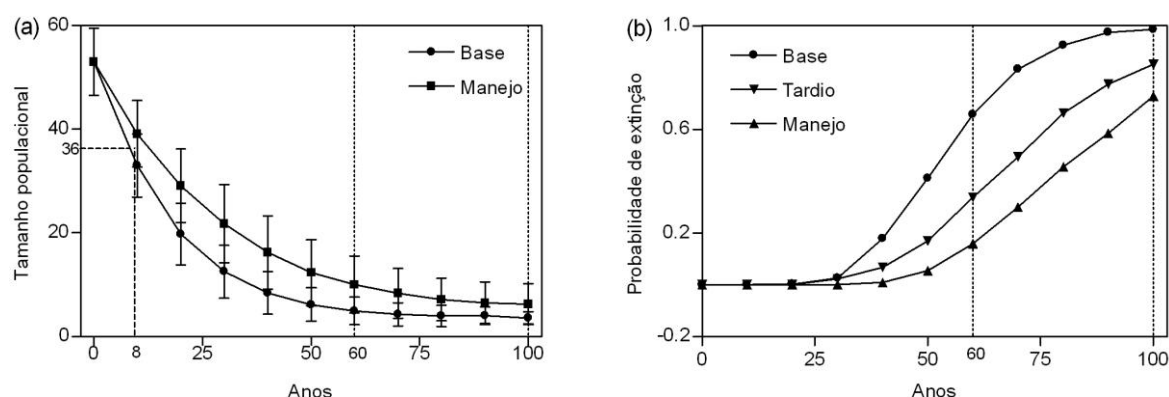 (a)
Tamanho populacional
60
40
36
20
0
Base
Manejo
0
8
25
50
60
75
100
Anos
(b)
Probabilidade de extinção
1.0
0.6
0.2
-0.2
Base
Tardio
Manejo
0
25
50
60
75
100
Anos